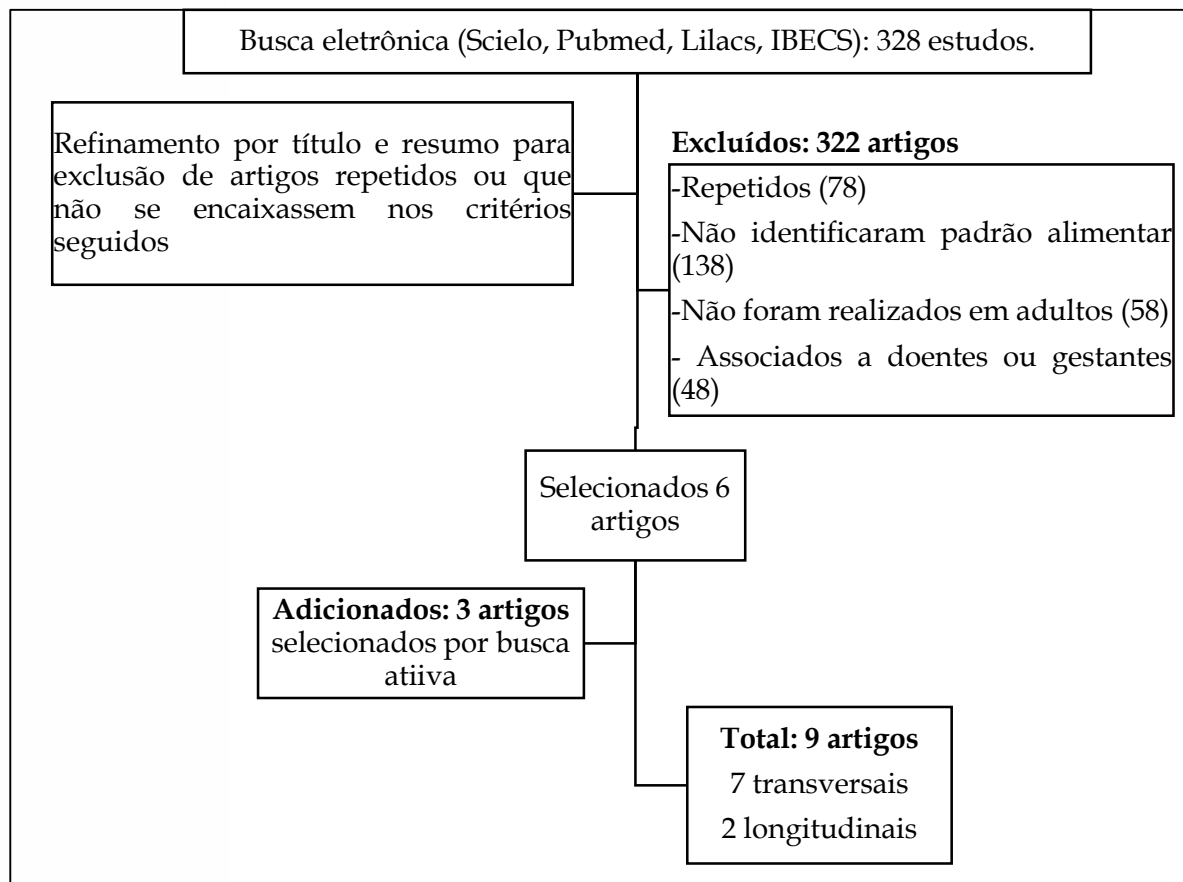 Busca eletrônica (Scielo, Pubmed, Lilacs, IBECS): 328 estudos.
Refinamento por título e resumo para
exclusão de artigos repetidos ou que
não se encaixassem nos critérios
seguidos
Excluídos: 322 artigos
-Repetidos (78)
-Não identificaram padrão alimentar
(138)
-Não foram realizados em adultos (58)
- Associados a doentes ou gestantes
(48)
Selecionados 6
artigos
Adicionados: 3 artigos
selecionados por busca
atiiva
Total: 9 artigos
7 transversais
2 longitudinais